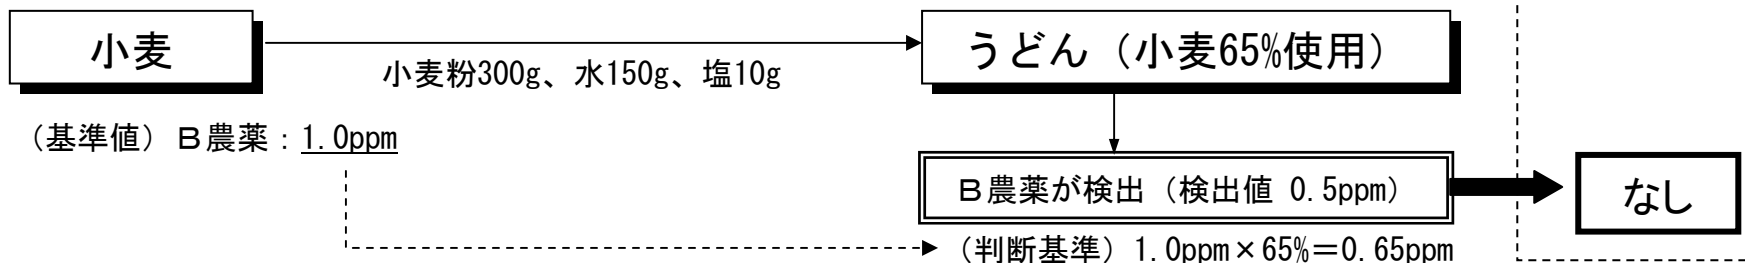 小麦
うどん（小麦65%使用）
小麦粉300g、水150g、塩10g
（基準値）Ｂ農薬：1.0ppm
Ｂ農薬が検出（検出値 0.5ppm）
なし
（判断基準）1.0ppm×65%＝0.65ppm